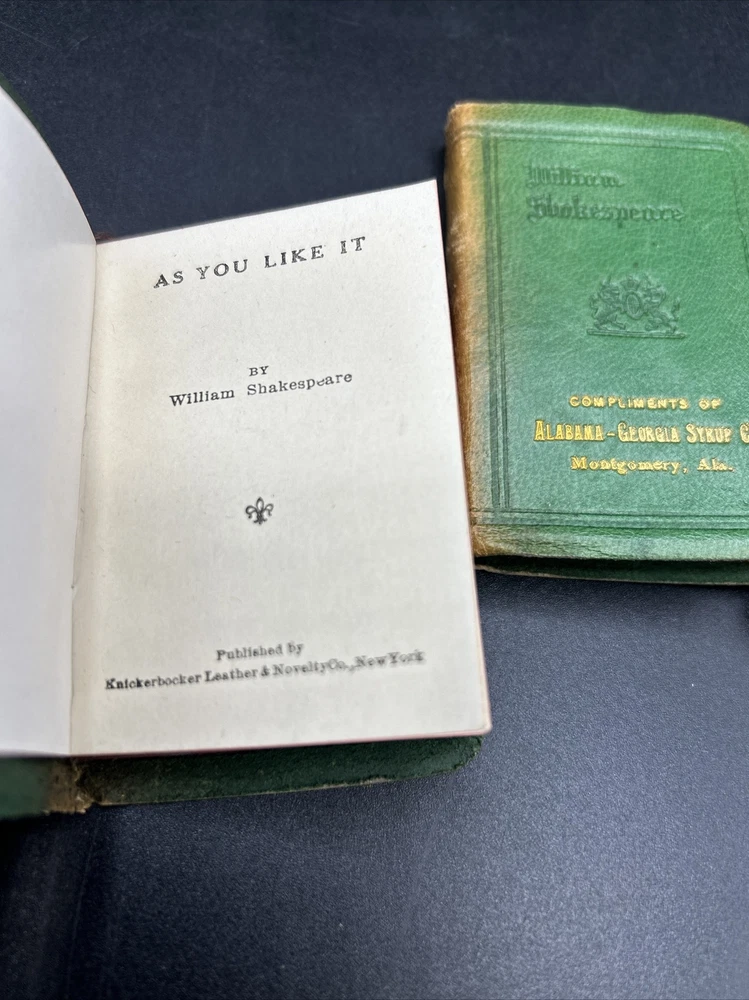 AS YOU LIKE IT
BY
William Shakespeare
Published by
Knickerbocker Leather & Novelty Co., New York
William
Shakespeare
COMPLIMENTS OF
ALABAMA-GEORGIA SYRUP C
Montgomery, Ala.